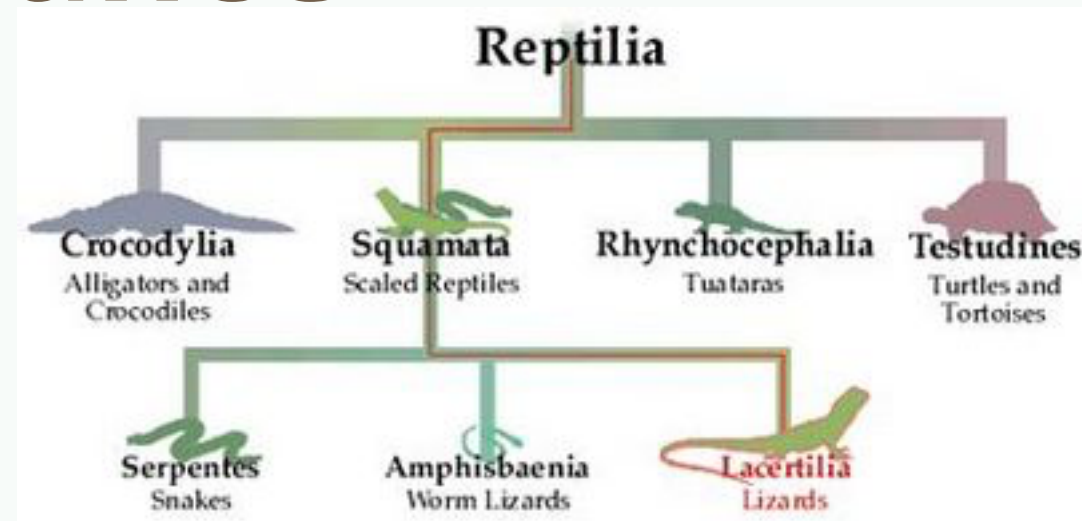 Reptilia
Crocodylia
Alligators and
Crocodiles
Squamata
Scaled Reptiles
Rhynchocephalia
Tuataras
Testudines
Turtles and
Tortoises
Serpentes
Snakes
Amphisbaenia
Worm Lizards
Lacertilia
Lizards